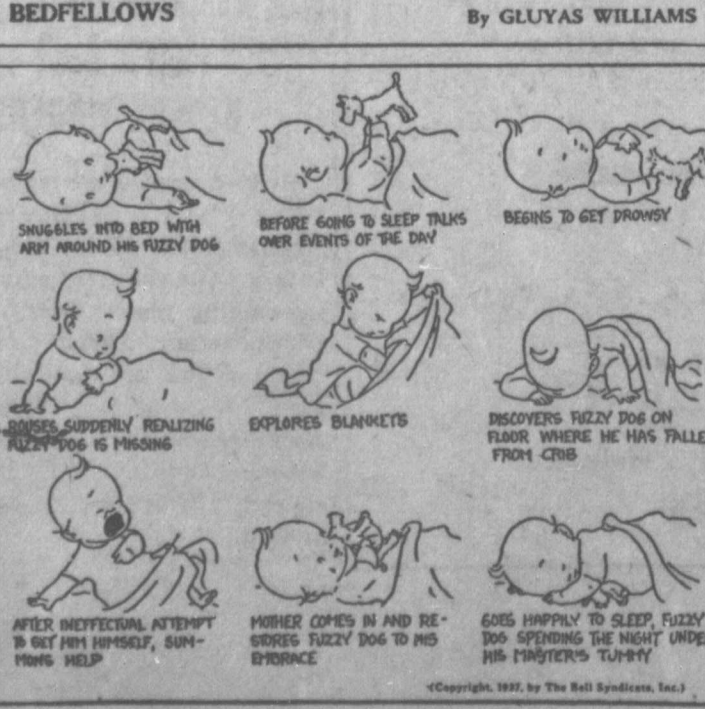 BEDFELLOWS
By GLUYAS WILLIAMS
SNUGGLES INTO BED WITH
ARM AROUND HIS FUZZY DOG
BEFORE GOING TO SLEEP TALKS
OVER EVENTS OF THE DAY
BEGINS TO GET DROWSY
ROUSES SUDDENLY REALIZING
FUZZY DOG IS MISSING
EXPLORES BLANKETS
DISCOVERS FUZZY DOG ON
FLOOR WHERE HE HAS FALLE
FROM CRIB
AFTER INEFFECTUAL ATTEMPT
TO GET HIM HIMSELF, SUM-
MONS HELP
MOTHER COMES IN AND RE-
STORES FUZZY DOG TO HIS
EMBRACE
GOES HAPPILY TO SLEEP, FUZZY
DOG SPENDING THE NIGHT UNDE
HIS MASTER'S TUMMY
(Copyright, 1937, by The Bell Syndicate, Inc.)